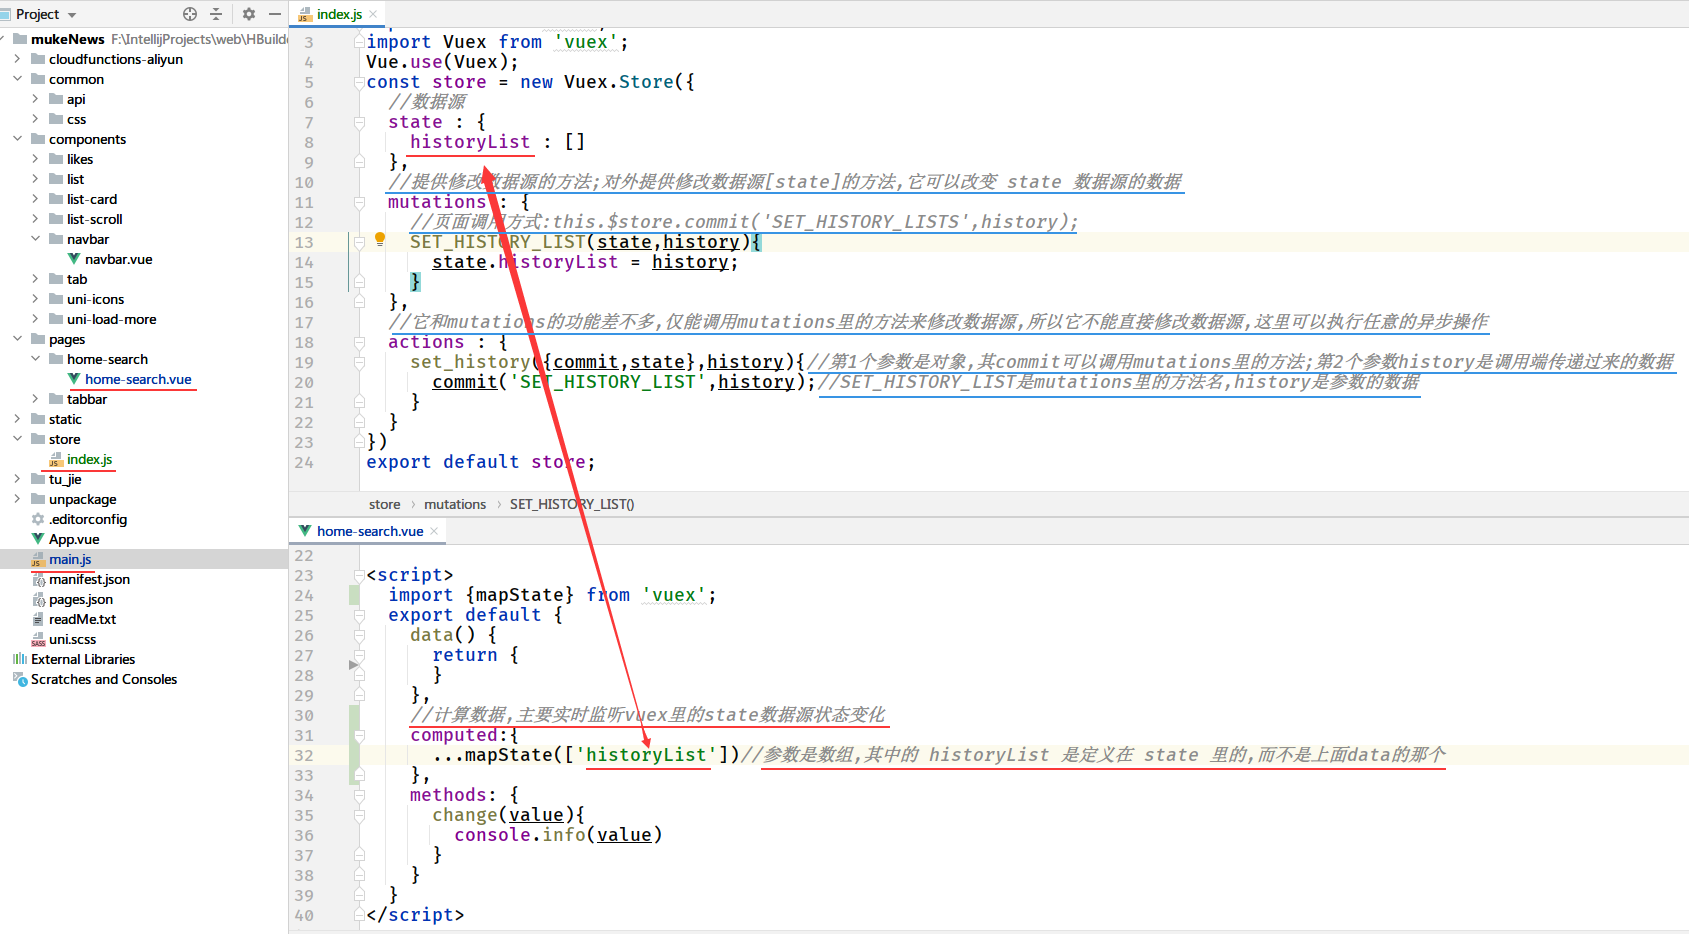 Project
mukeNews F:\IntellijProjects\web\HBuilde
cloudfunctions-aliyun
common
api
css
components
likes
list
list-card
list-scroll
navbar
navbar.vue
tab
uni-icons
uni-load-more
pages
home-search
home-search.vue
tabbar
static
store
index.js
tu_jie
unpackage
.editorconfig
App.vue
main.js
manifest.json
pages.json
readMe.txt
uni.scss
External Libraries
Scratches and Consoles
index.js
3 import Vuex from 'vuex';
4 Vue.use(Vuex);
5 const store = new Vuex.Store({
6 //数据源
7 state : {
8 historyList : []
9 },
10 //提供修改数据源的方法;对外提供修改数据源[state]的方法,它可以改变 state 数据源的数据
11 mutations : {
12 //页面调用方式:this.$store.commit('SET_HISTORY_LISTS',history);
13 SET_HISTORY_LIST(state,history){
14 state.historyList = history;
15 }
16 },
17 //它和mutations的功能差不多,仅能调用mutations里的方法来修改数据源,所以它不能直接修改数据源,这里可以执行任意的异步操作
18 actions : {
19 set_history({commit,state},history){//第1个参数是对象,其commit可以调用mutations里的方法;第2个参数history是调用端传递过来的数据
20 commit('SET_HISTORY_LIST',history);//SET_HISTORY_LIST是mutations里的方法名,history是参数的数据
21 }
22 }
23 })
24 export default store;
store › mutations › SET_HISTORY_LIST()
home-search.vue
22
23 <script>
24 import {mapState} from 'vuex';
25 export default {
26 data() {
27 return {
28 }
29 },
30 //计算数据,主要实时监听vuex里的state数据源状态变化
31 computed:{
32 ...mapState(['historyList'])//参数是数组,其中的 historyList 是定义在 state 里的,而不是上面data的那个
33 },
34 methods: {
35 change(value){
36 console.info(value)
37 }
38 }
39 }
40 </script>